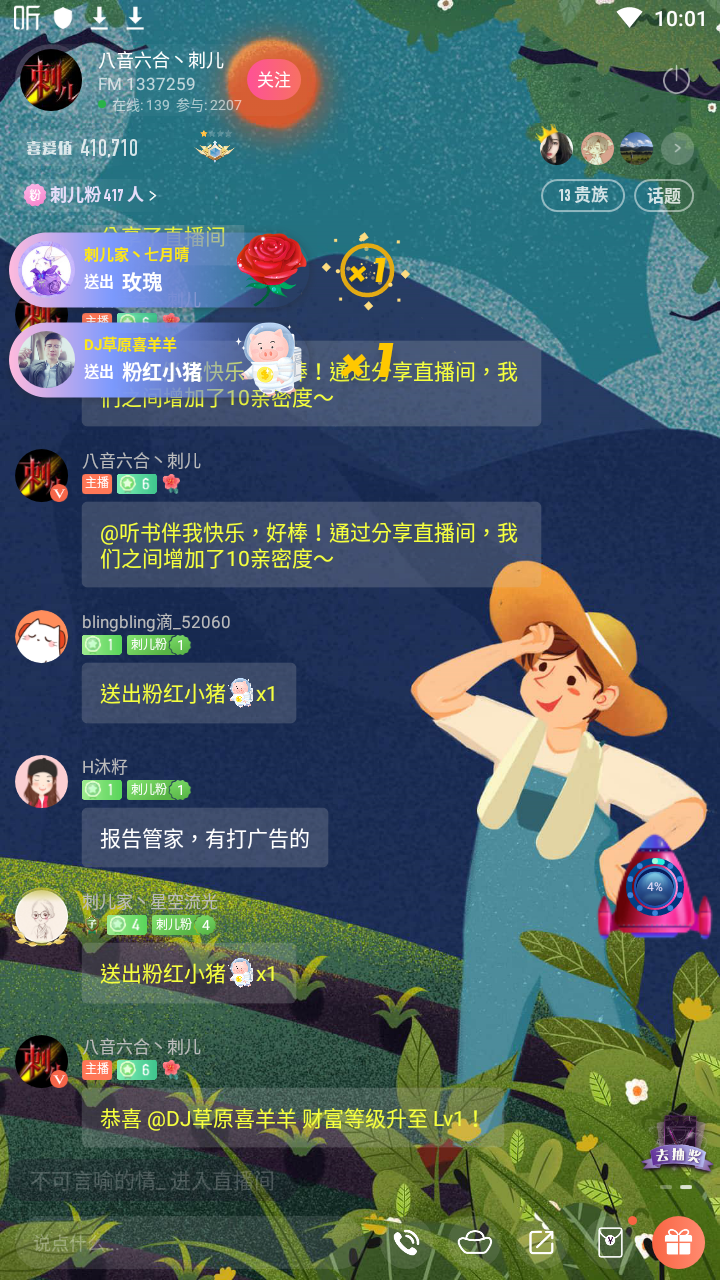 听
10:01
刺儿
八音六合丶刺儿
FM 1337259
在线: 139 参与: 2207
关注
喜爱值 410,710
粉 刺儿粉 417 人 >
13 贵族
话题
分享了直播间
刺儿家丶七月晴
送出 玫瑰
×1
主播 6
DJ草原喜羊羊
送出 粉红小猪
×1
快乐，好棒！通过分享直播间，我
们之间增加了10亲密度～
八音六合丶刺儿
主播 6
@听书伴我快乐，好棒！通过分享直播间，我
们之间增加了10亲密度～
blingbling滴_52060
1 刺儿粉 1
送出粉红小猪x1
H沐籽
1 刺儿粉 1
报告管家，有打广告的
4%
刺儿家丶星空流光
子 4 刺儿粉 4
送出粉红小猪x1
八音六合丶刺儿
主播 6
恭喜 @DJ草原喜羊羊 财富等级升至 Lv1！
去抽奖
不可言喻的情_ 进入直播间
说点什么...